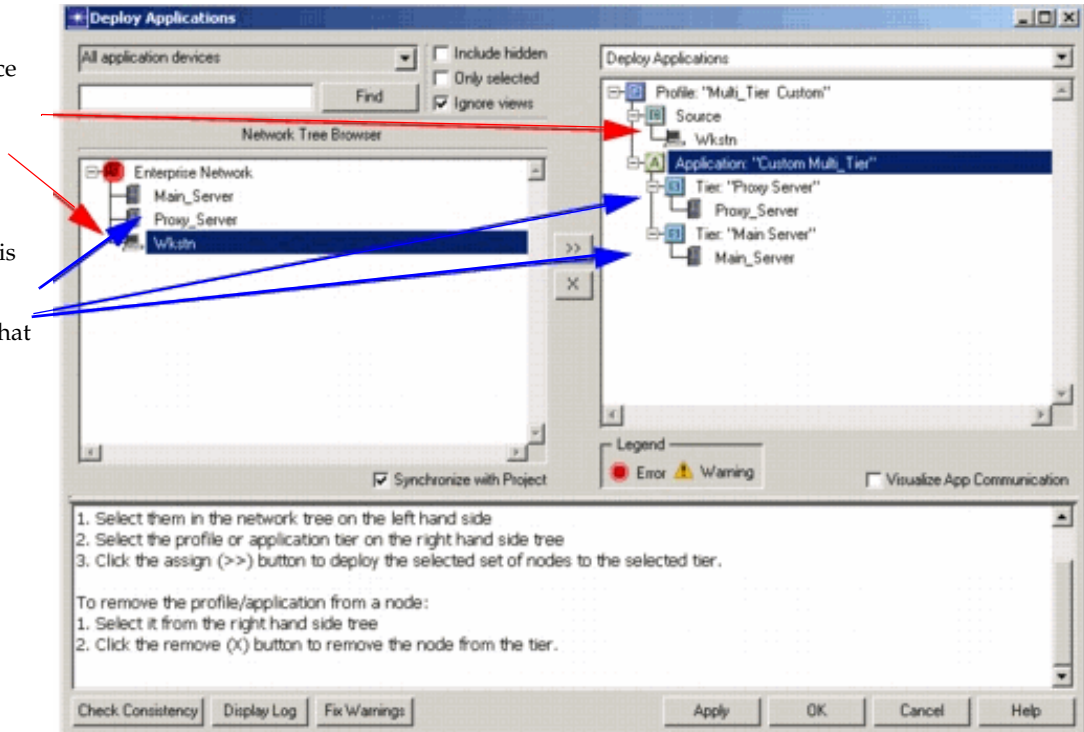 Deploy Applications
All application devices
Include hidden
Only selected
Find
Ignore views
Network Tree Browser
Enterprise Network
Main_Server
Proxy_Server
Wkstn
>>
X
Deploy Applications
Profile: "Multi_Tier Custom"
Source
Wkstn
Application: "Custom Multi_Tier"
Tier: "Proxy Server"
Proxy_Server
Tier: "Main Server"
Main_Server
Legend
Error
Warning
Synchronize with Project
Visualize App Communication
1. Select them in the network tree on the left hand side
2. Select the profile or application tier on the right hand side tree
3. Click the assign (>>) button to deploy the selected set of nodes to the selected tier.
To remove the profile/application from a node:
1. Select it from the right hand side tree
2. Click the remove (X) button to remove the node from the tier.
Check Consistency
Display Log
Fix Warnings
Apply
OK
Cancel
Help
is